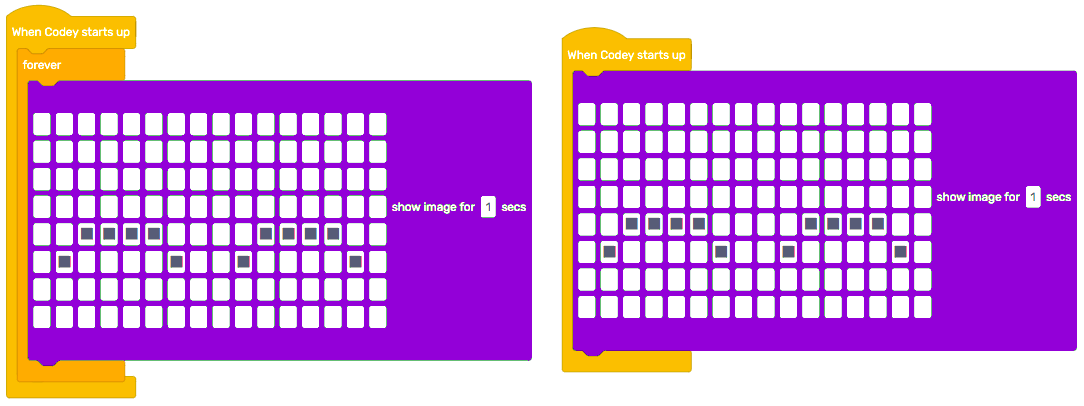 When Codey starts up
forever
show image for 1 secs
When Codey starts up
show image for 1 secs